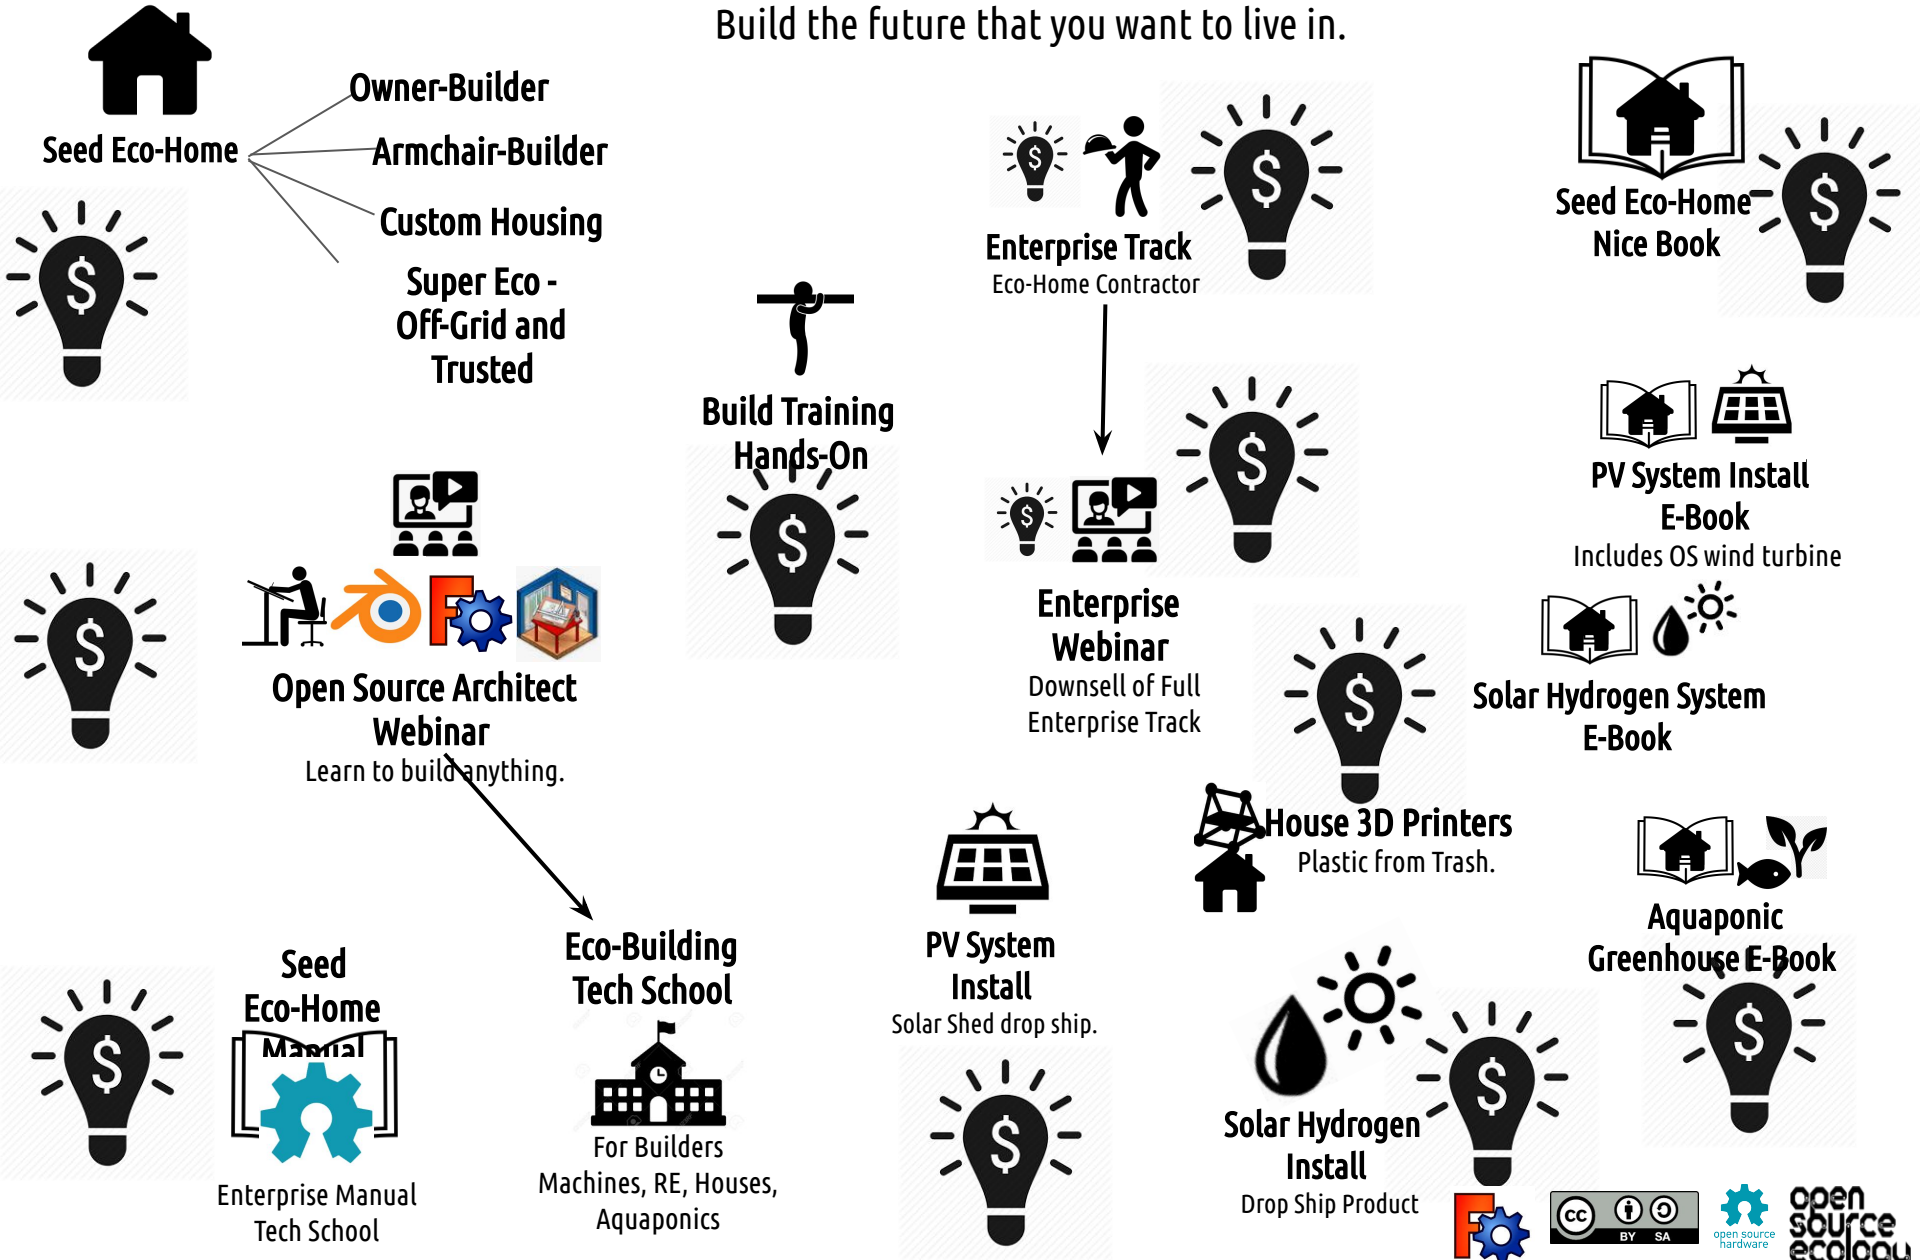 Build the future that you want to live in.
Seed Eco-Home
Owner-Builder
Armchair-Builder
Custom Housing
Super Eco -
Off-Grid and
Trusted
$
Build Training
Hands-On
$
$
Enterprise Track
Eco-Home Contractor
$
Seed Eco-Home
Nice Book
$
PV System Install
E-Book
Includes OS wind turbine
$
Open Source Architect
Webinar
Learn to build anything.
$
Enterprise
Webinar
Downsell of Full
Enterprise Track
$
Solar Hydrogen System
E-Book
$
House 3D Printers
Plastic from Trash.
Aquaponic
Greenhouse E-Book
$
$
Seed
Eco-Home
Manual
Enterprise Manual
Tech School
Eco-Building
Tech School
For Builders
Machines, RE, Houses,
Aquaponics
PV System
Install
Solar Shed drop ship.
$
Solar Hydrogen
Install
Drop Ship Product
$
cc
BY SA
open source
hardware
open
source
ecology